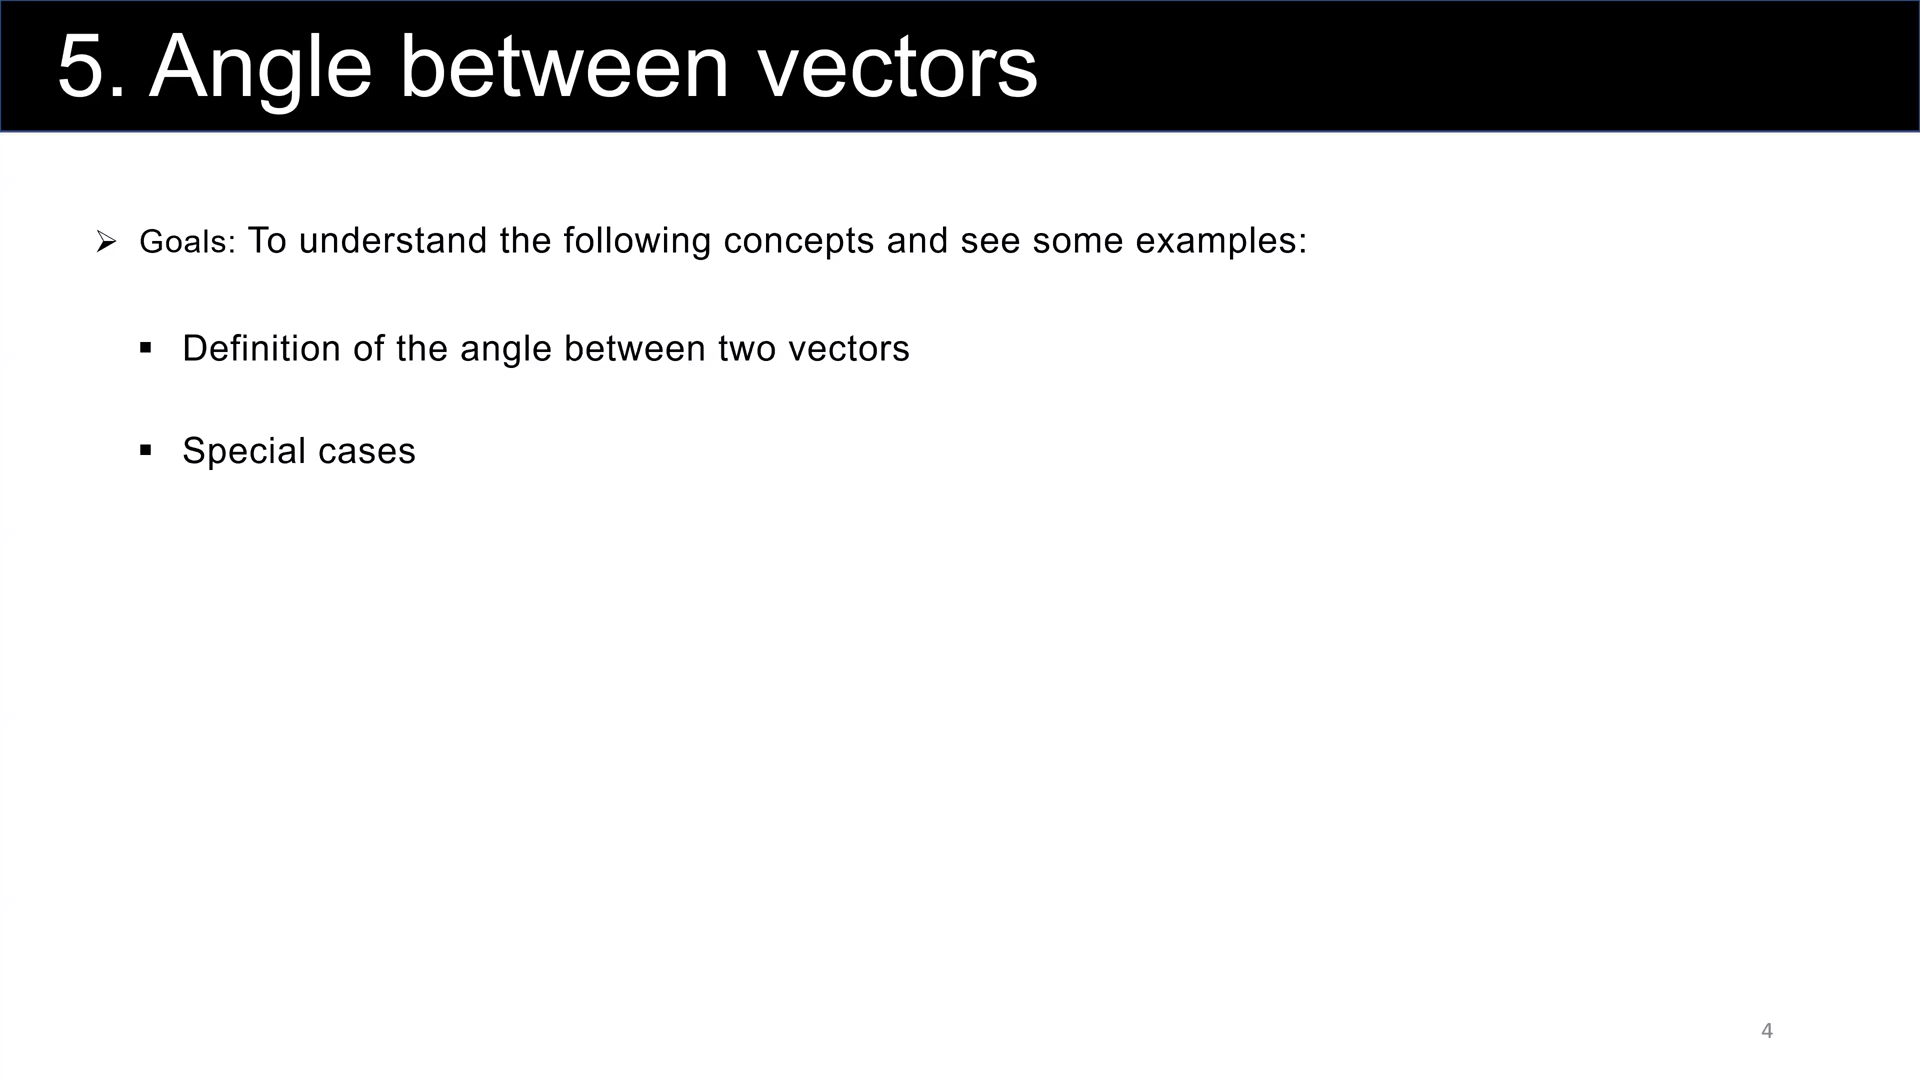 5. Angle between vectors
➢ Goals: To understand the following concepts and see some examples:
▪ Definition of the angle between two vectors
▪ Special cases
4